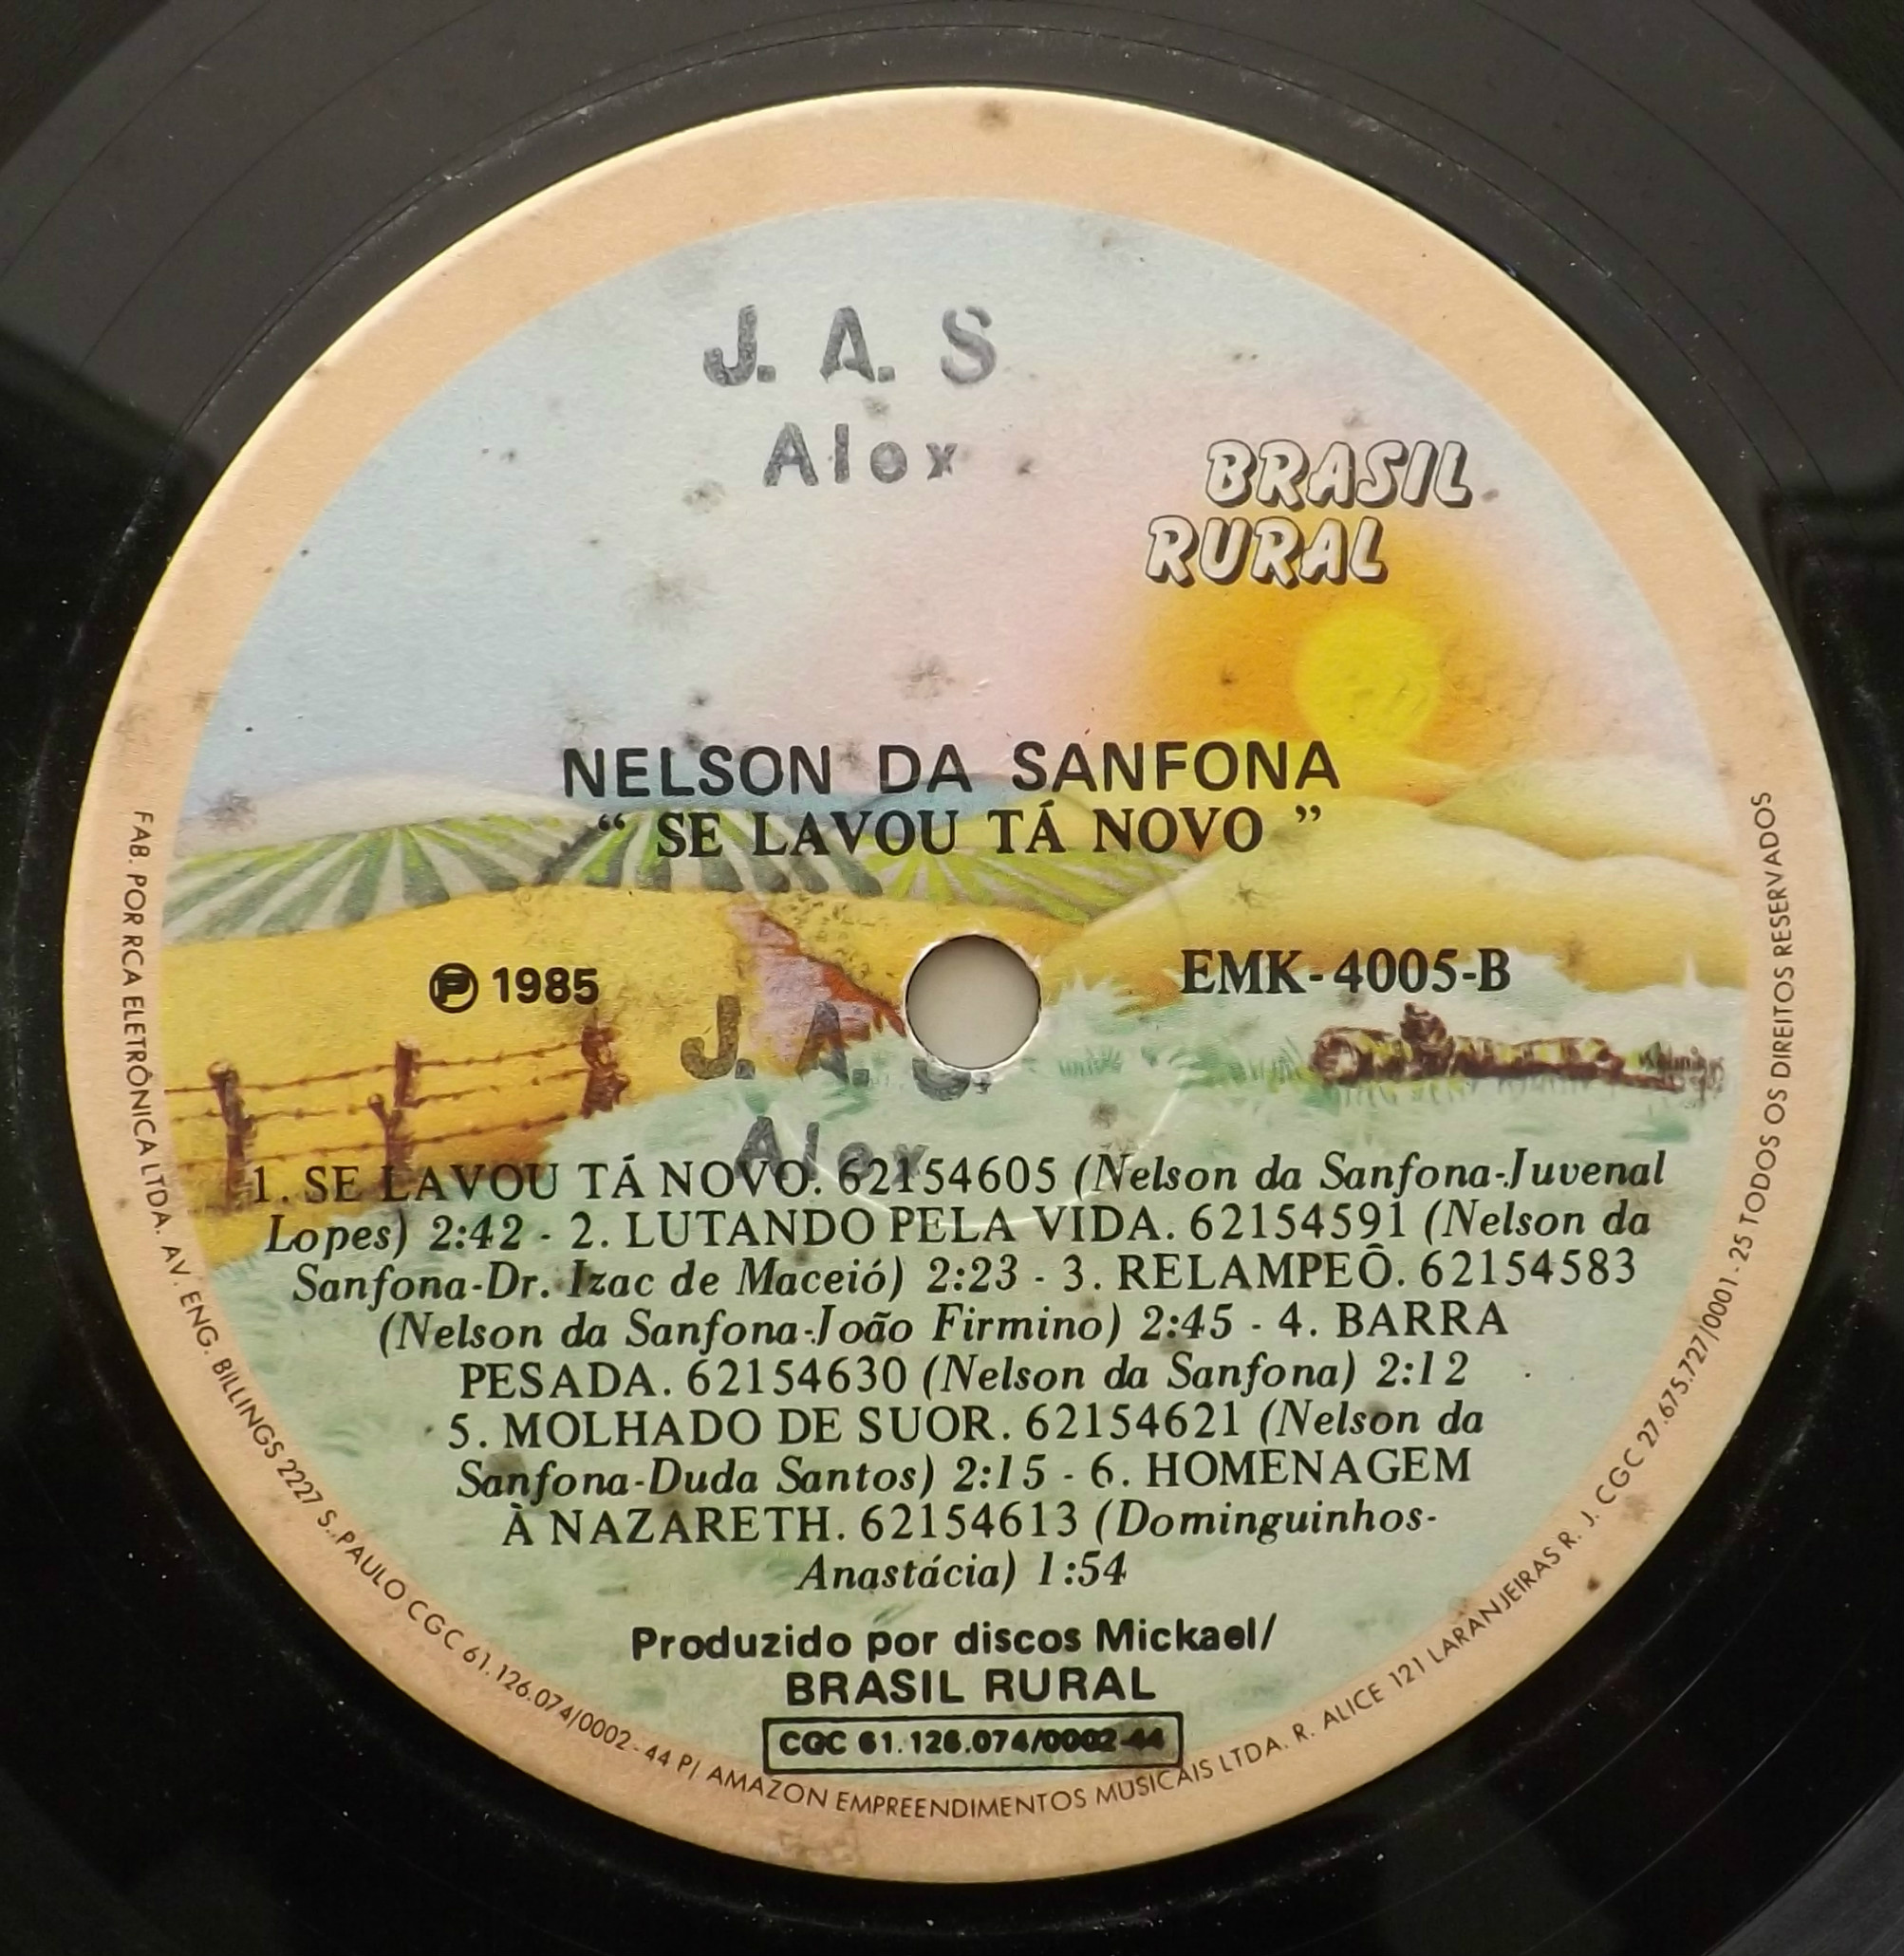 J. A. S
Alex
BRASIL
RURAL
NELSON DA SANFONA
“ SE LAVOU TÁ NOVO ”
Ⓟ 1985
EMK-4005-B
J. A. S.
Alex
1. SE LAVOU TÁ NOVO. 62154605 (Nelson da Sanfona-Juvenal
Lopes) 2:42 - 2. LUTANDO PELA VIDA. 62154591 (Nelson da
Sanfona-Dr. Izac de Maceió) 2:23 - 3. RELAMPEÔ. 62154583
(Nelson da Sanfona-João Firmino) 2:45 - 4. BARRA
PESADA. 62154630 (Nelson da Sanfona) 2:12
5. MOLHADO DE SUOR. 62154621 (Nelson da
Sanfona-Duda Santos) 2:15 - 6. HOMENAGEM
À NAZARETH. 62154613 (Dominguinhos-
Anastácia) 1:54
Produzido por discos Mickael/
BRASIL RURAL
CGC 61.126.074/0002-44
FAB. POR RCA ELETRÔNICA LTDA. AV. ENG. BILLINGS 2227 S. PAULO CGC 61.126.074/0002-44 P/ AMAZON EMPREENDIMENTOS MUSICAIS LTDA. R. ALICE 121 LARANJEIRAS R. J. CGC 27.675.727/0001-25 TODOS OS DIREITOS RESERVADOS